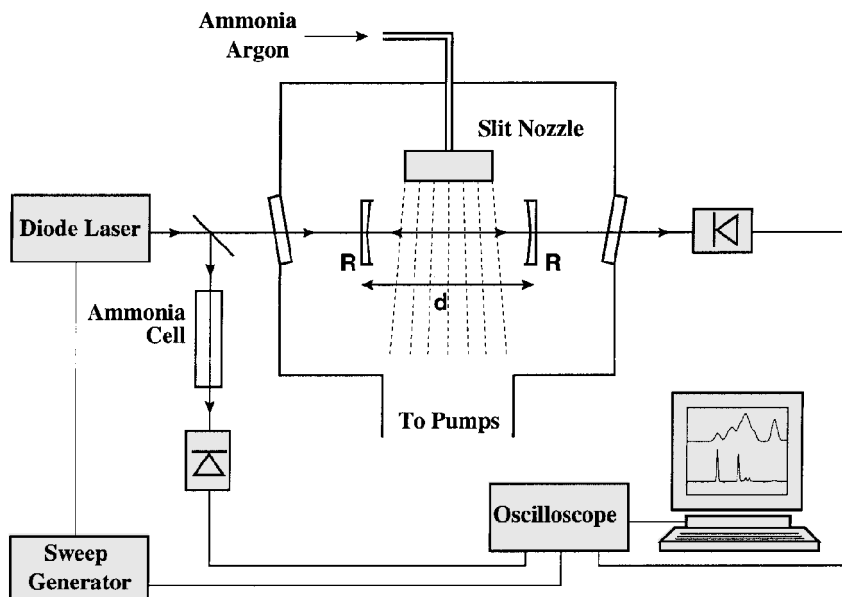 Ammonia
Argon
Slit Nozzle
Diode Laser
R
R
d
Ammonia
Cell
To Pumps
Oscilloscope
Sweep
Generator